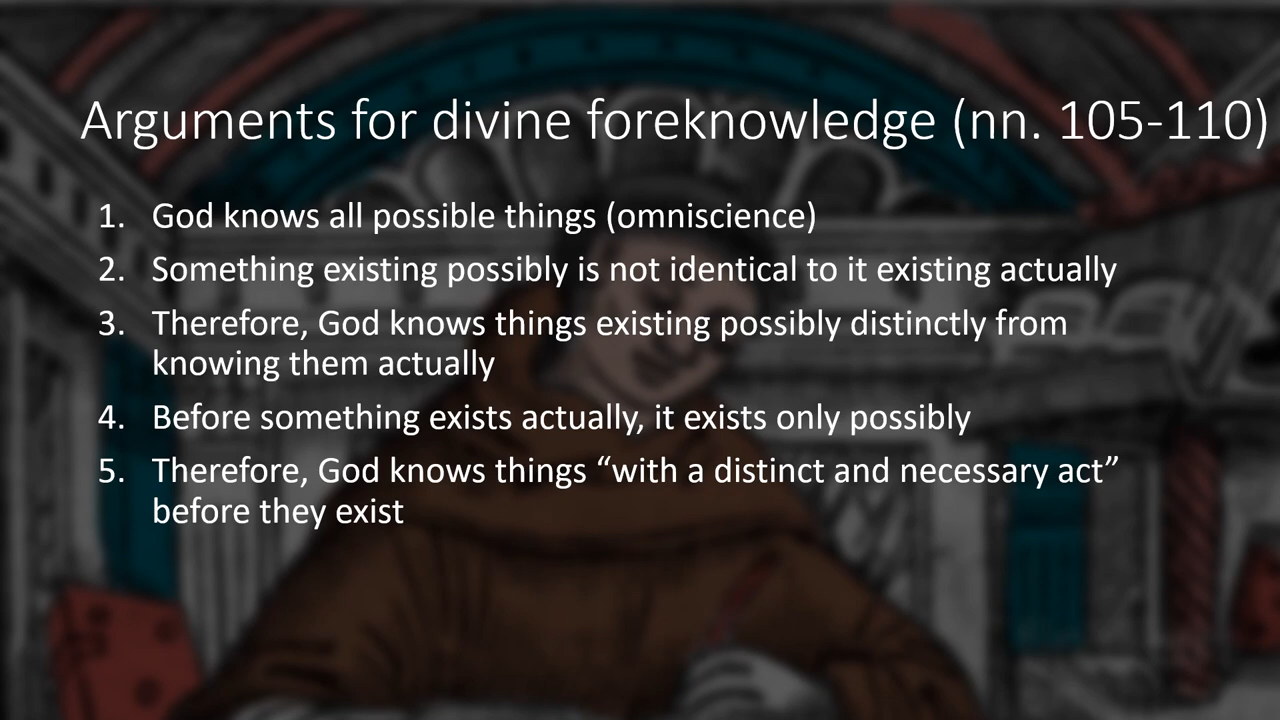 Arguments for divine foreknowledge (nn. 105-110)
1. God knows all possible things (omniscience)
2. Something existing possibly is not identical to it existing actually
3. Therefore, God knows things existing possibly distinctly from
knowing them actually
4. Before something exists actually, it exists only possibly
5. Therefore, God knows things “with a distinct and necessary act”
before they exist